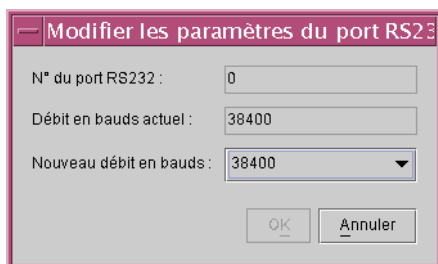 Modifier les paramètres du port RS23
N° du port RS232 : 0
Débit en bauds actuel : 38400
Nouveau débit en bauds : 38400
OK Annuler